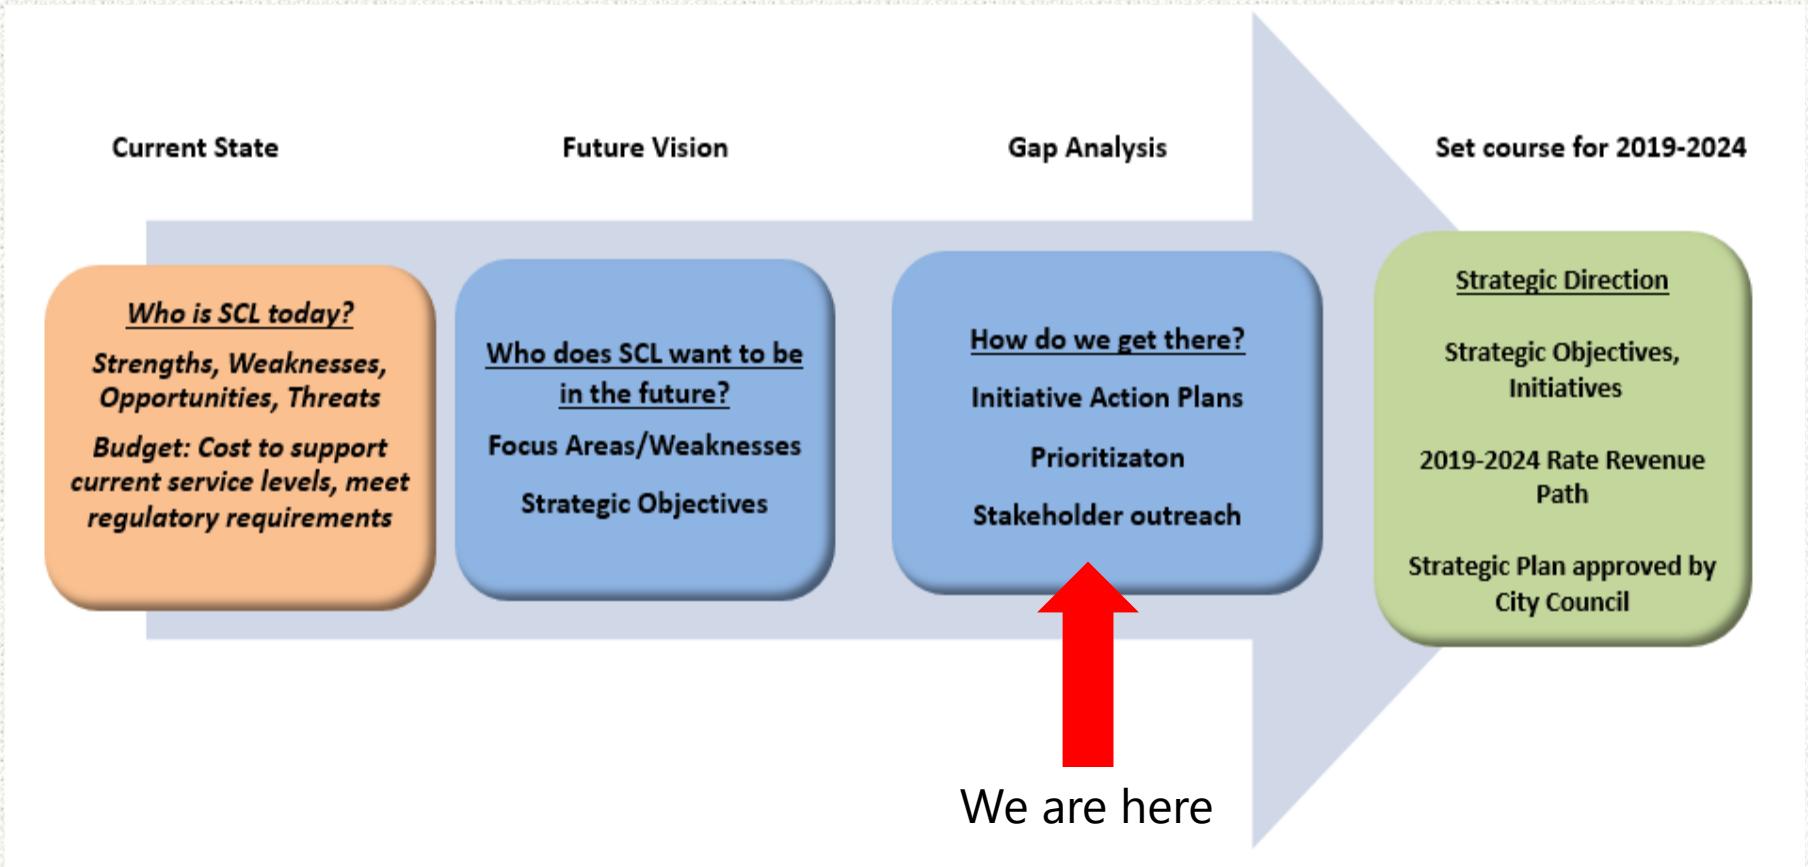 Current State
Future Vision
Gap Analysis
Set course for 2019-2024
Who is SCL today?
Strengths, Weaknesses,
Opportunities, Threats
Budget: Cost to support
current service levels, meet
regulatory requirements
Who does SCL want to be
in the future?
Focus Areas/Weaknesses
Strategic Objectives
How do we get there?
Initiative Action Plans
Prioritizaton
Stakeholder outreach
Strategic Direction
Strategic Objectives,
Initiatives
2019-2024 Rate Revenue
Path
Strategic Plan approved by
City Council
We are here